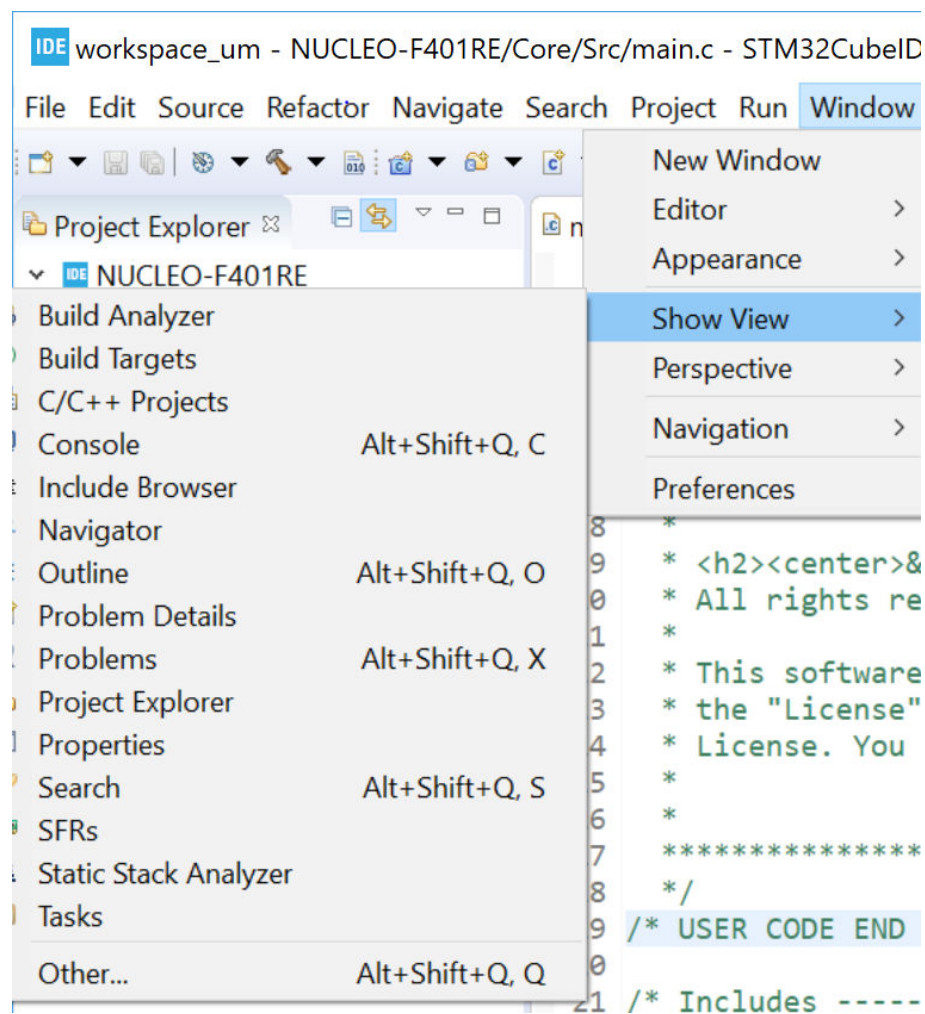 IDE workspace_um - NUCLEO-F401RE/Core/Src/main.c - STM32CubeID
File Edit Source Refactor Navigate Search Project Run Window
010
New Window
Editor >
Appearance >
Show View >
Perspective >
Navigation >
Preferences
Project Explorer
IDE NUCLEO-F401RE
Build Analyzer
Build Targets
C/C++ Projects
Console Alt+Shift+Q, C
Include Browser
Navigator
Outline Alt+Shift+Q, O
Problem Details
Problems Alt+Shift+Q, X
Project Explorer
Properties
Search Alt+Shift+Q, S
SFRs
Static Stack Analyzer
Tasks
Other... Alt+Shift+Q, Q
8 *
9 * <h2><center>&
0 * All rights re
1 *
2 * This software
3 * the "License"
4 * License. You
5 *
6 *
7 ***************
8 */
9 /* USER CODE END
0
21 /* Includes -----